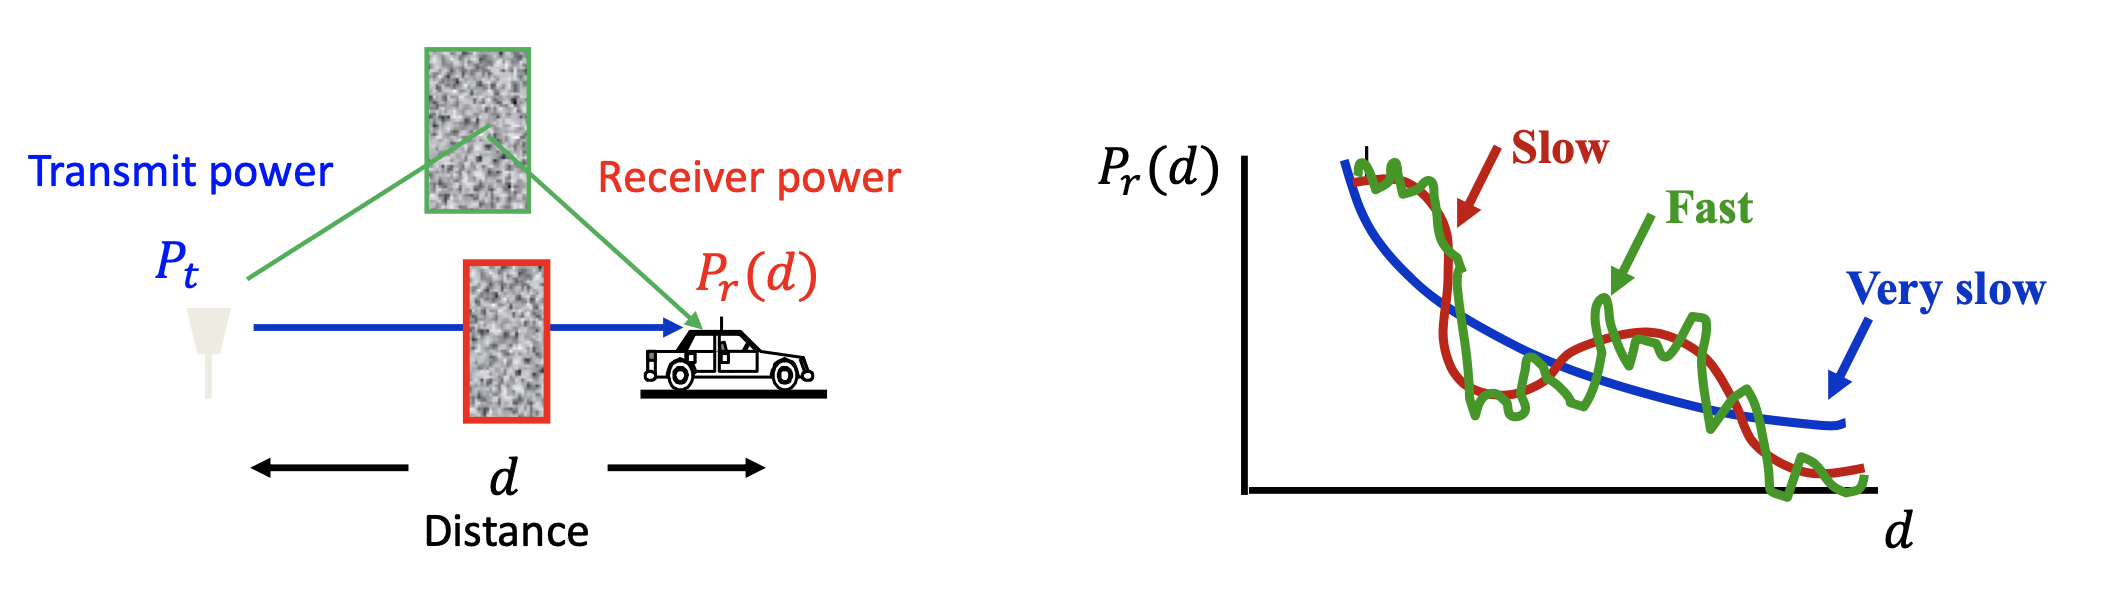 Transmit power
P_t
Receiver power
P_r(d)
d
Distance
P_r(d)
Slow
Fast
Very slow
d